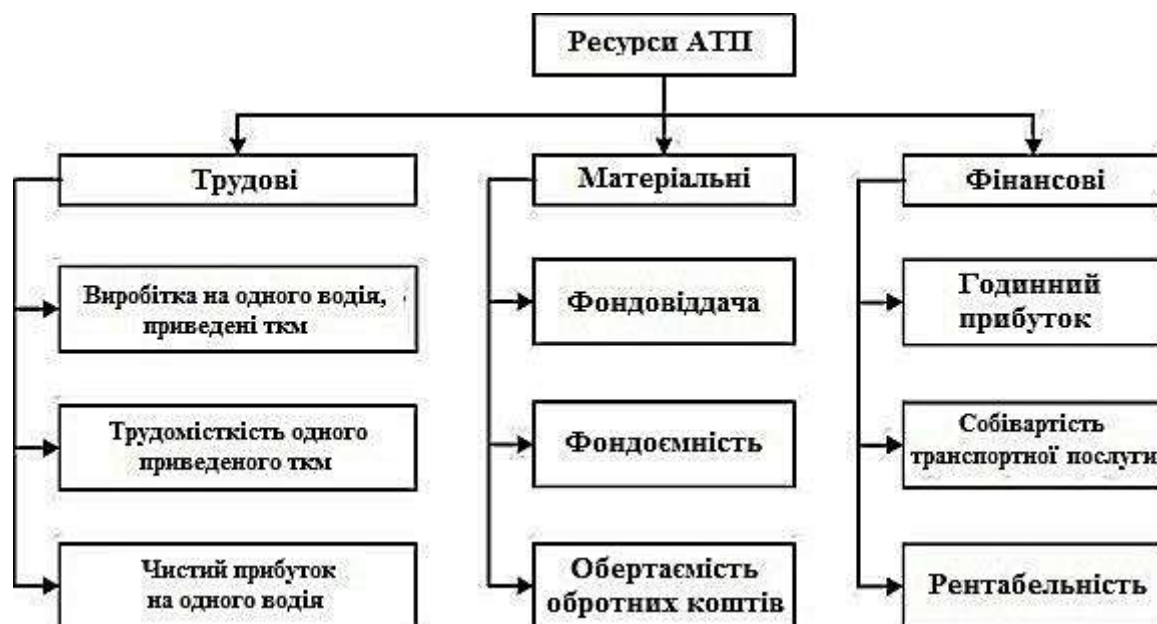 Ресурси АТП
Трудові
Матеріальні
Фінансові
Виробітка на одного водія,
приведені ткм
Фондовіддача
Годинний
прибуток
Трудомісткість одного
приведеного ткм
Фондоємність
Собівартість
транспортної послуги
Чистий прибуток
на одного водія
Обертаємість
обротних коштів
Рентабельність